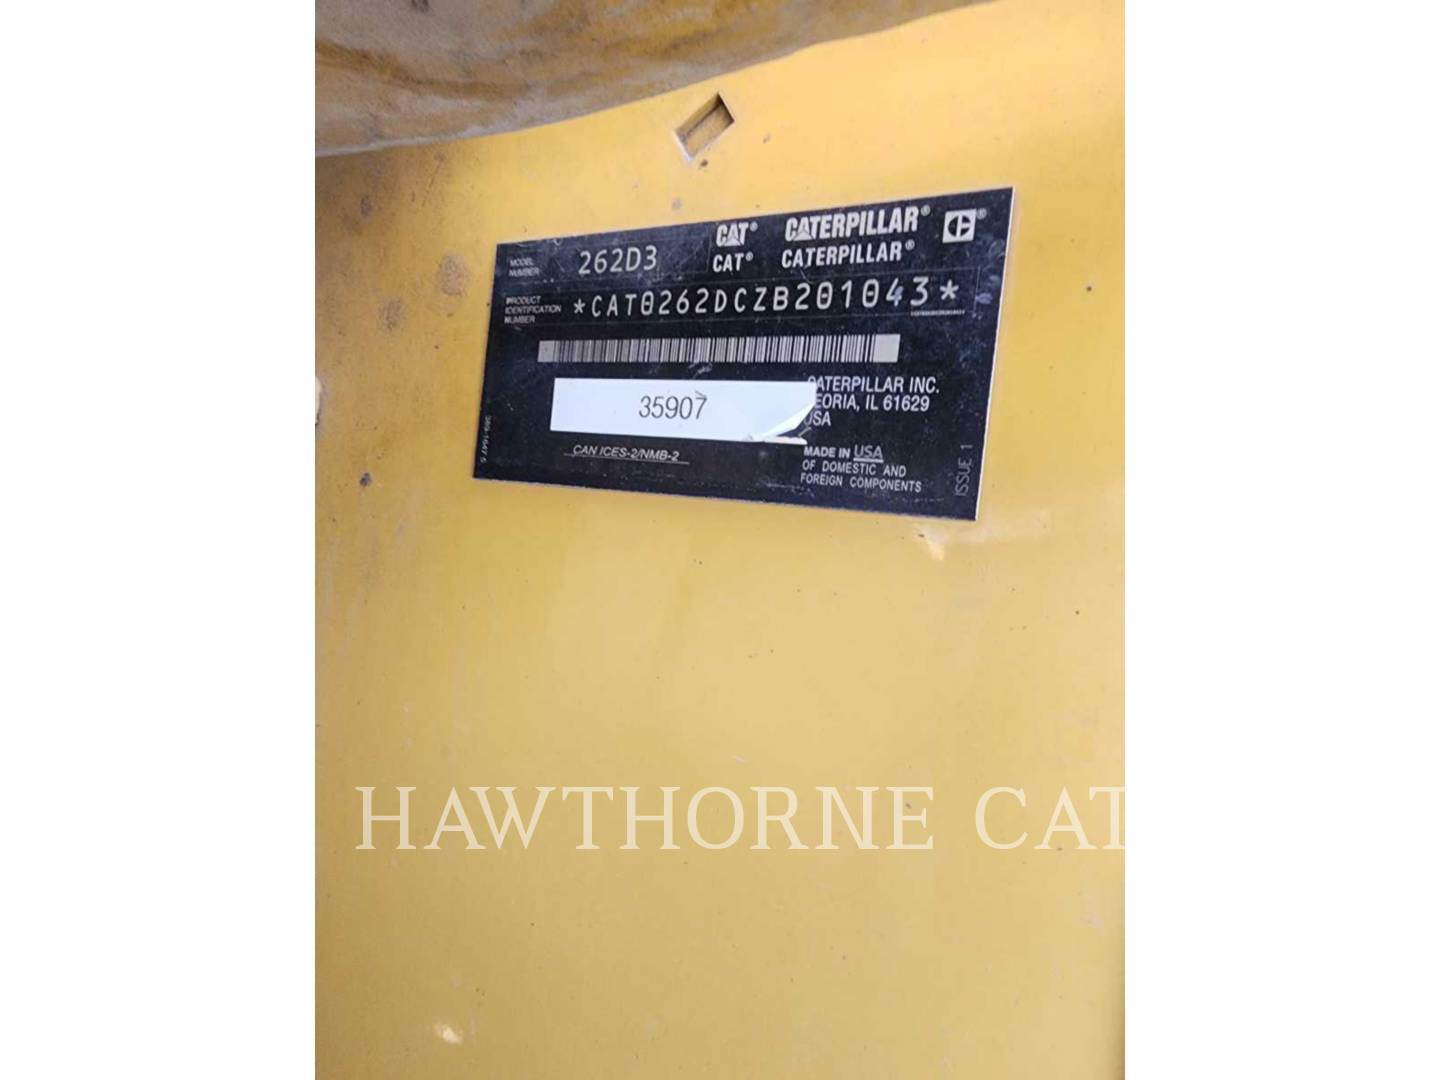 CAT® CATERPILLAR®
MODEL NUMBER 262D3 CAT® CATERPILLAR®
PRODUCT IDENTIFICATION NUMBER *CAT0262DCZB201043*
35907
CATERPILLAR INC.
PEORIA, IL 61629
USA
CAN ICES-2/NMB-2
MADE IN USA
OF DOMESTIC AND
FOREIGN COMPONENTS
ISSUE 1
HAWTHORNE CAT